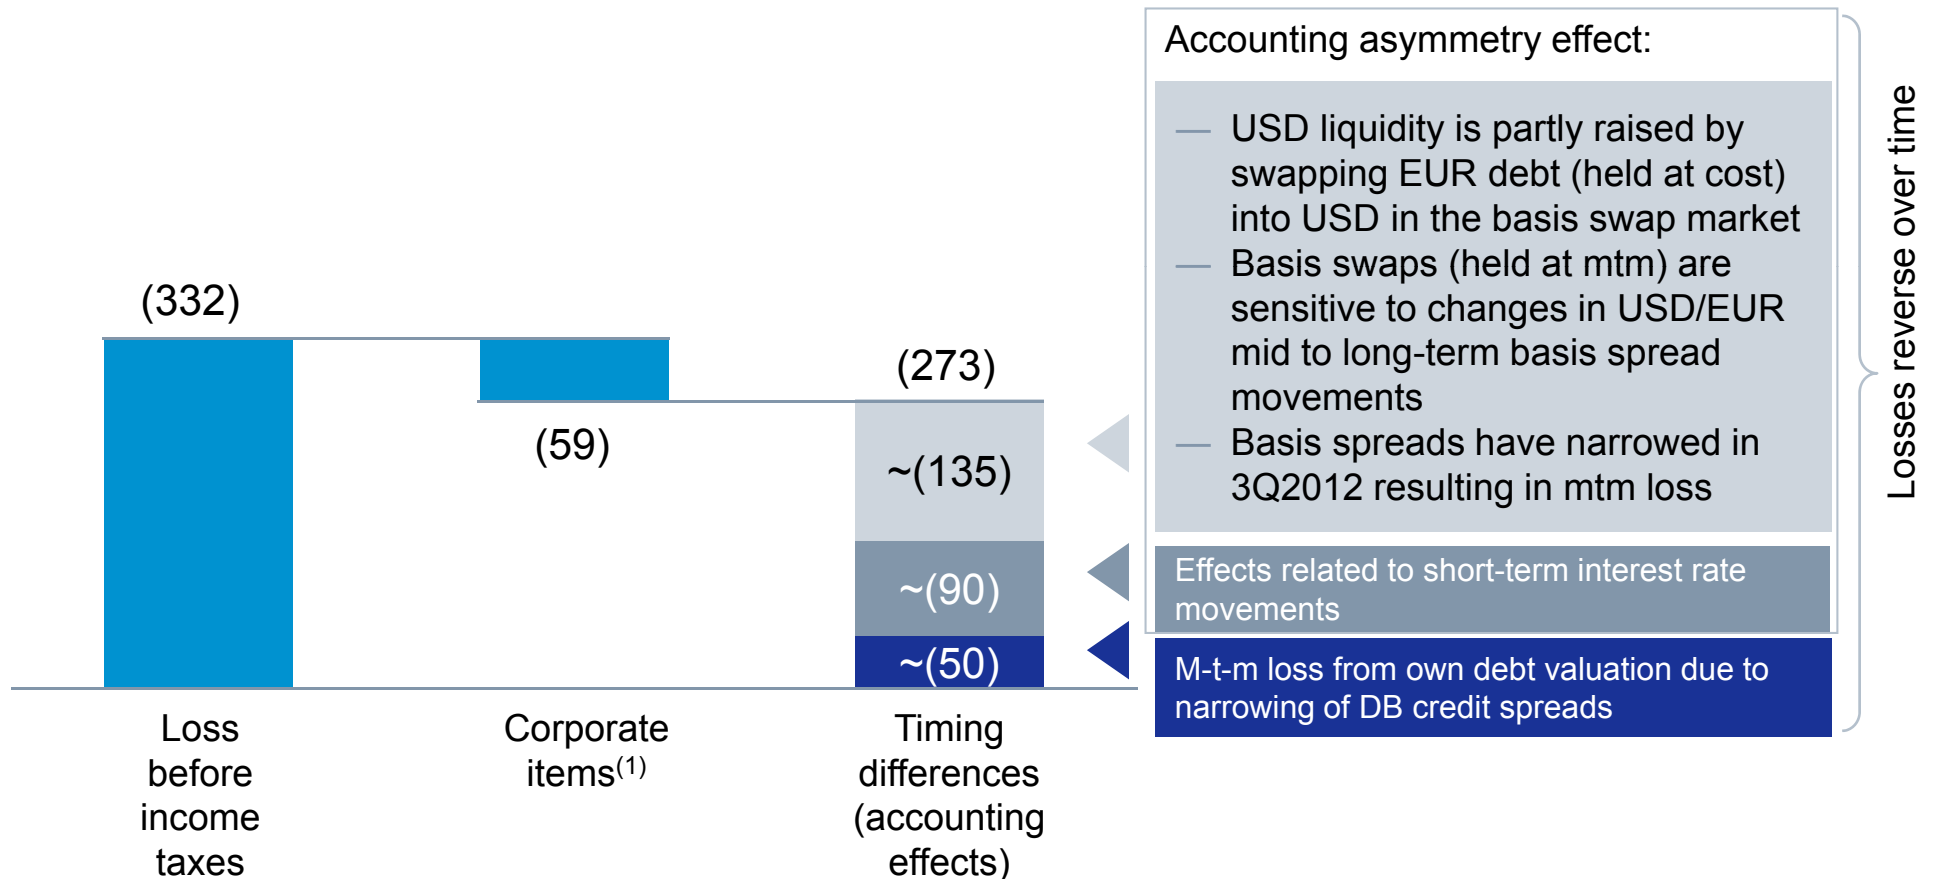 (332)
(59)
(273)
~(135)
~(90)
~(50)
Loss
before
income
taxes
Corporate
items(1)
Timing
differences
(accounting
effects)
Accounting asymmetry effect:
— USD liquidity is partly raised by
swapping EUR debt (held at cost)
into USD in the basis swap market
— Basis swaps (held at mtm) are
sensitive to changes in USD/EUR
mid to long-term basis spread
movements
— Basis spreads have narrowed in
3Q2012 resulting in mtm loss
Effects related to short-term interest rate
movements
M-t-m loss from own debt valuation due to
narrowing of DB credit spreads
Losses reverse over time